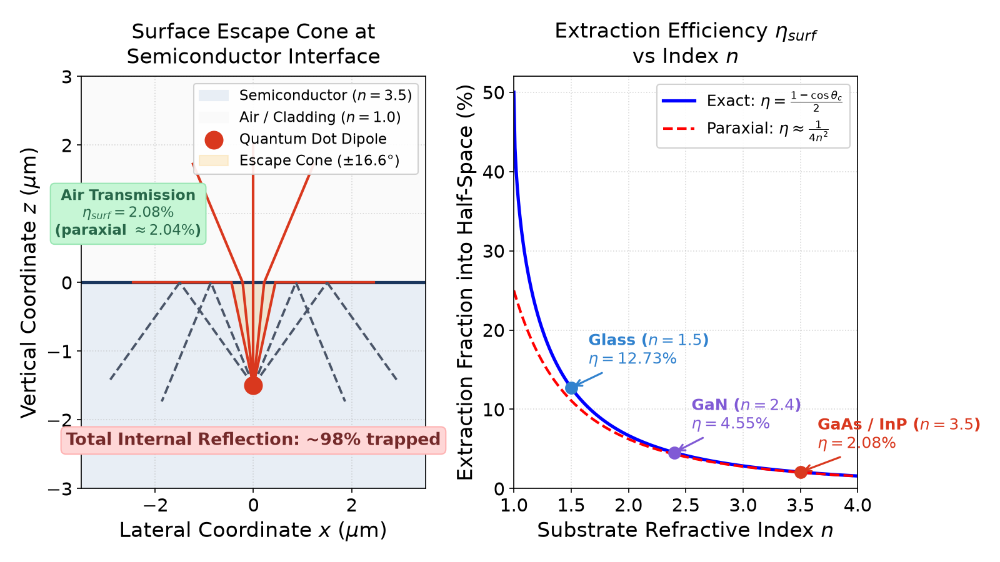 Surface Escape Cone at
Semiconductor Interface
Semiconductor (n = 3.5)
Air / Cladding (n = 1.0)
Quantum Dot Dipole
Escape Cone (±16.6°)
Air Transmission
η_surf = 2.08%
(paraxial ≈ 2.04%)
Total Internal Reflection: ~98% trapped
3
2
0
−1
−2
−3
−2
0
2
Vertical Coordinate z (μm)
Lateral Coordinate x (μm)
Extraction Efficiency η_surf
vs Index n
Exact: η = (1 − cos θ_c)/2
Paraxial: η ≈ 1/(4n²)
Glass (n = 1.5)
η = 12.73%
GaN (n = 2.4)
η = 4.55%
GaAs / InP (n = 3.5)
η = 2.08%
50
40
30
20
10
0
1.0
1.5
2.0
2.5
3.0
3.5
4.0
Extraction Fraction into Half-Space (%)
Substrate Refractive Index n